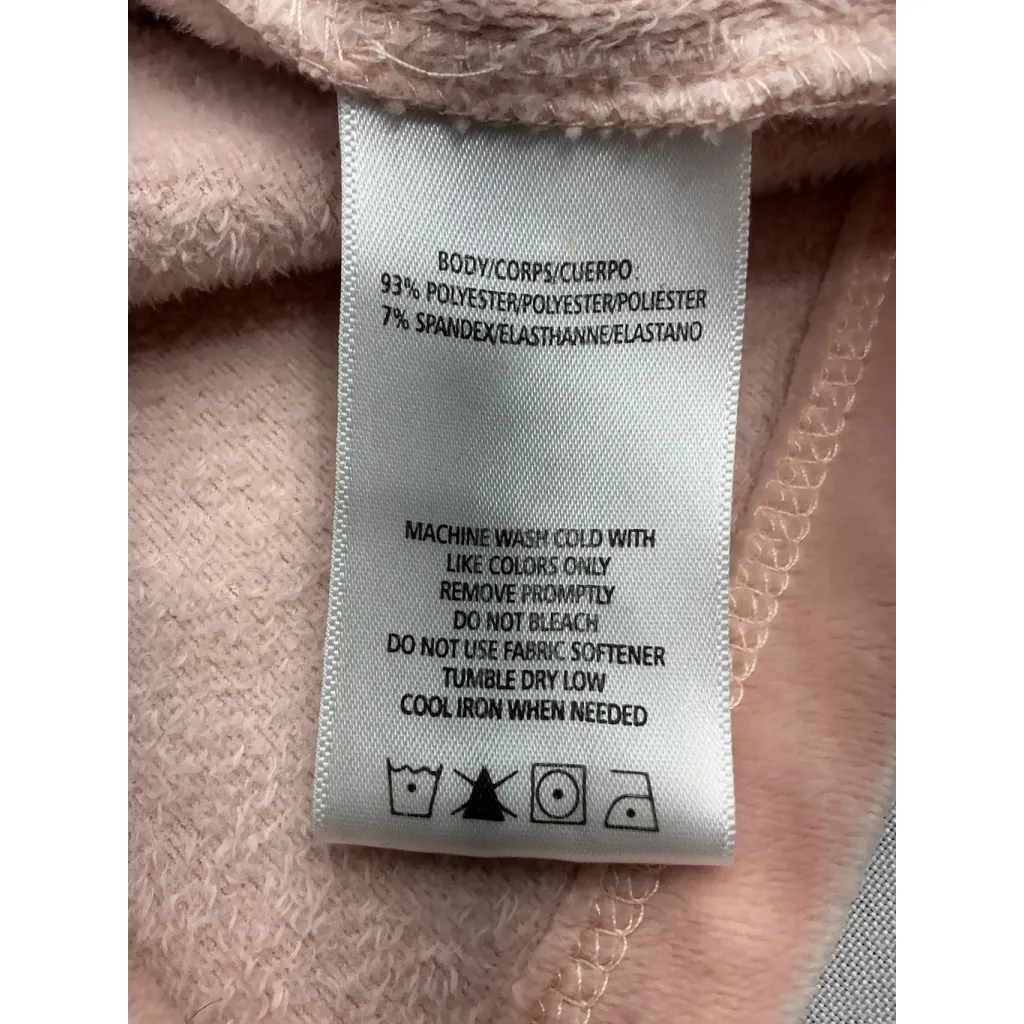 BODY/CORPS/CUERPO
93% POLYESTER/POLYESTER/POLIÉSTER
7% SPANDEX/ELASTHANNE/ELASTANO
MACHINE WASH COLD WITH
LIKE COLORS ONLY
REMOVE PROMPTLY
DO NOT BLEACH
DO NOT USE FABRIC SOFTENER
TUMBLE DRY LOW
COOL IRON WHEN NEEDED